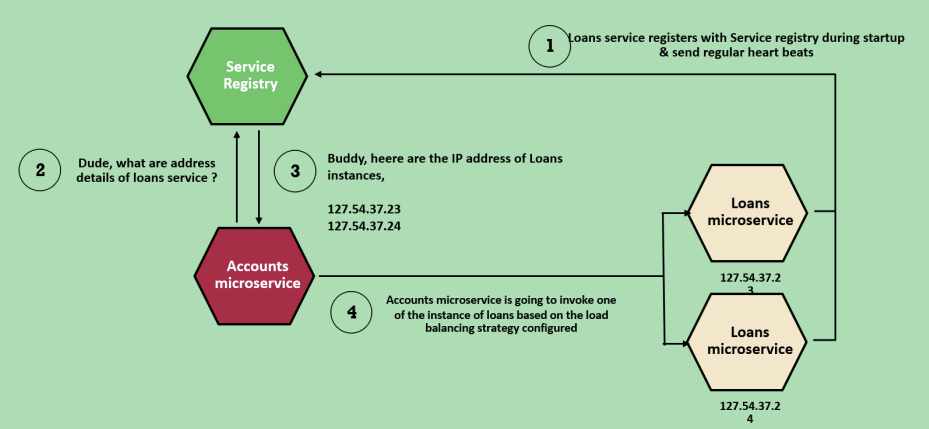 1
Loans service registers with Service registry during startup
& send regular heart beats
Service
Registry
2
Dude, what are address
details of loans service ?
3
Buddy, heere are the IP address of Loans
instances,
127.54.37.23
127.54.37.24
Loans
microservice
127.54.37.2
3
Accounts
microservice
4
Accounts microservice is going to invoke one
of the instance of loans based on the load
balancing strategy configured
Loans
microservice
127.54.37.2
4